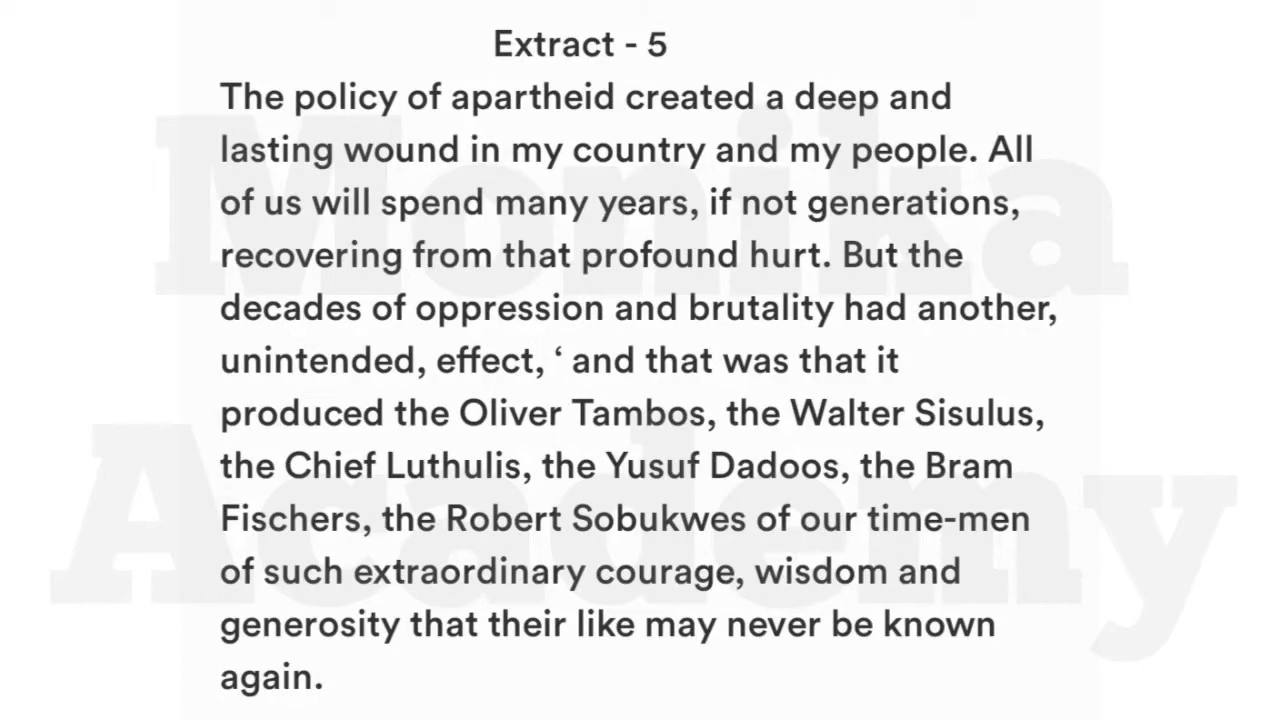 Extract - 5
The policy of apartheid created a deep and
lasting wound in my country and my people. All
of us will spend many years, if not generations,
recovering from that profound hurt. But the
decades of oppression and brutality had another,
unintended, effect, ‘ and that was that it
produced the Oliver Tambos, the Walter Sisulus,
the Chief Luthulis, the Yusuf Dadoos, the Bram
Fischers, the Robert Sobukwes of our time-men
of such extraordinary courage, wisdom and
generosity that their like may never be known
again.
Monika
Academy